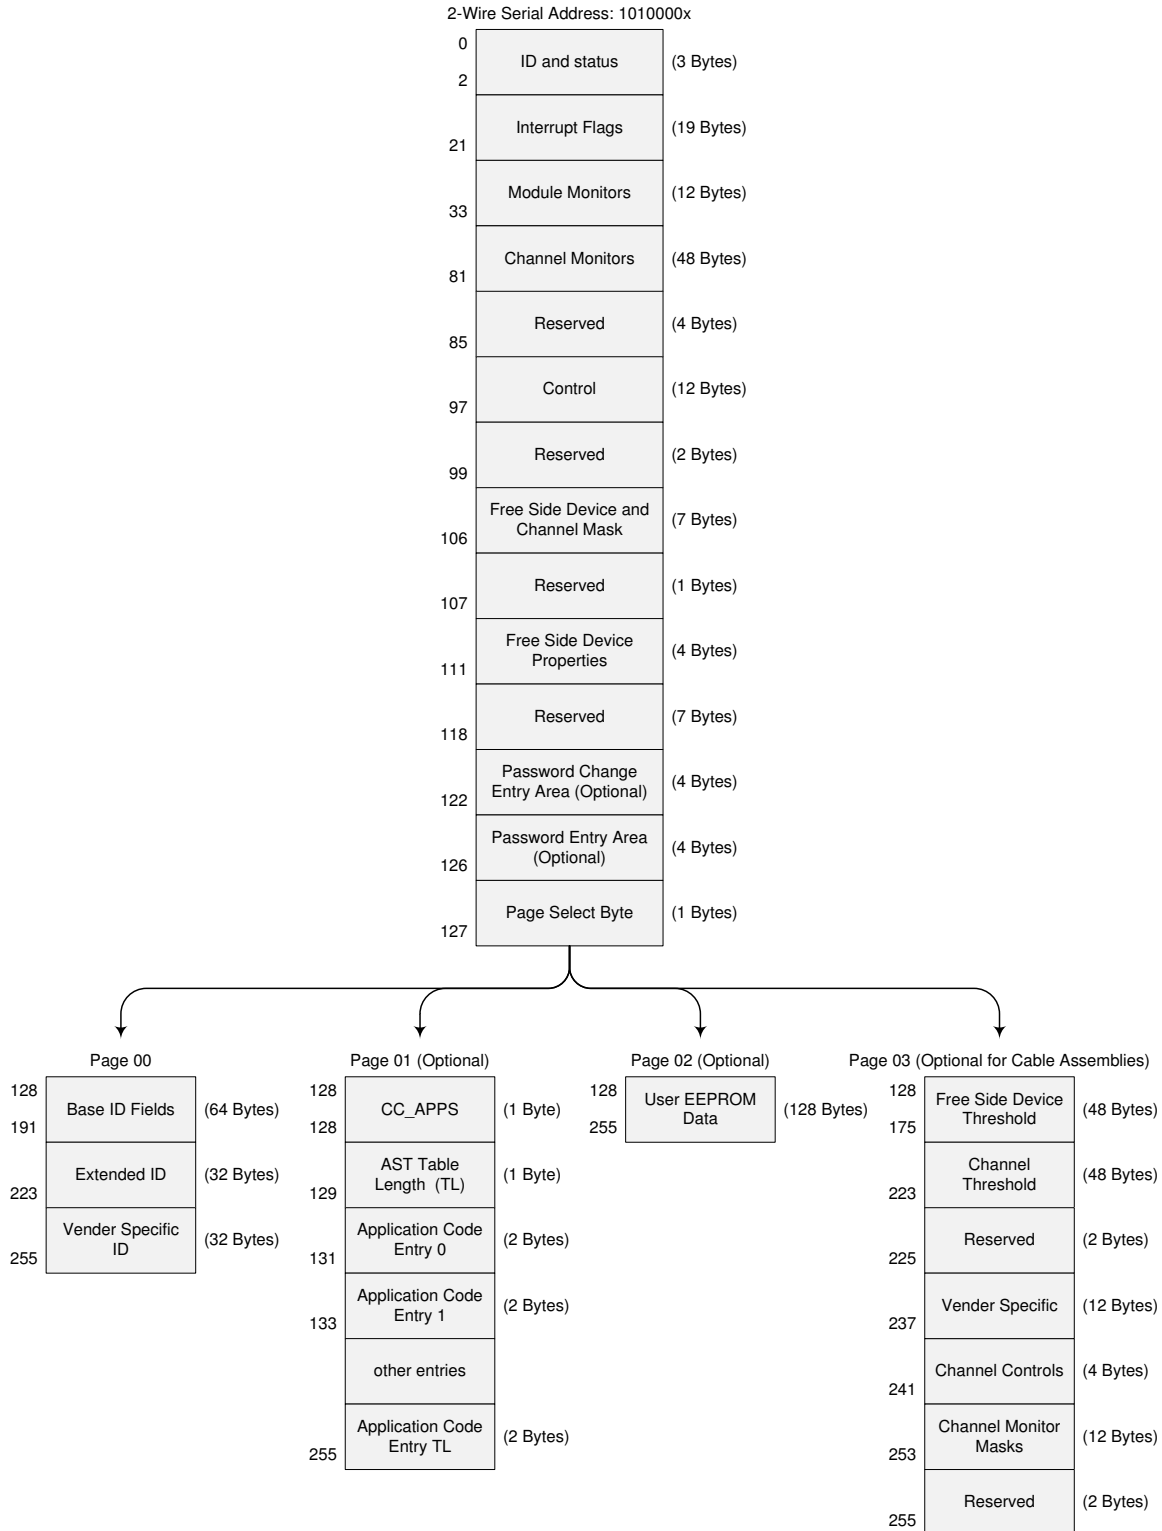 2-Wire Serial Address: 1010000x
0
ID and status
(3 Bytes)
2
Interrupt Flags
(19 Bytes)
21
Module Monitors
(12 Bytes)
33
Channel Monitors
(48 Bytes)
81
Reserved
(4 Bytes)
85
Control
(12 Bytes)
97
Reserved
(2 Bytes)
99
Free Side Device and
Channel Mask
(7 Bytes)
106
Reserved
(1 Bytes)
107
Free Side Device
Properties
(4 Bytes)
111
Reserved
(7 Bytes)
118
Password Change
Entry Area (Optional)
(4 Bytes)
122
Password Entry Area
(Optional)
(4 Bytes)
126
Page Select Byte
(1 Bytes)
127
Page 00
128
Base ID Fields
(64 Bytes)
191
Extended ID
(32 Bytes)
223
Vender Specific
ID
(32 Bytes)
255
Page 01 (Optional)
128
CC_APPS
(1 Byte)
128
AST Table
Length (TL)
(1 Byte)
129
Application Code
Entry 0
(2 Bytes)
131
Application Code
Entry 1
(2 Bytes)
133
other entries
Application Code
Entry TL
(2 Bytes)
255
Page 02 (Optional)
128
User EEPROM
Data
(128 Bytes)
255
Page 03 (Optional for Cable Assemblies)
128
Free Side Device
Threshold
(48 Bytes)
175
Channel
Threshold
(48 Bytes)
223
Reserved
(2 Bytes)
225
Vender Specific
(12 Bytes)
237
Channel Controls
(4 Bytes)
241
Channel Monitor
Masks
(12 Bytes)
253
Reserved
(2 Bytes)
255